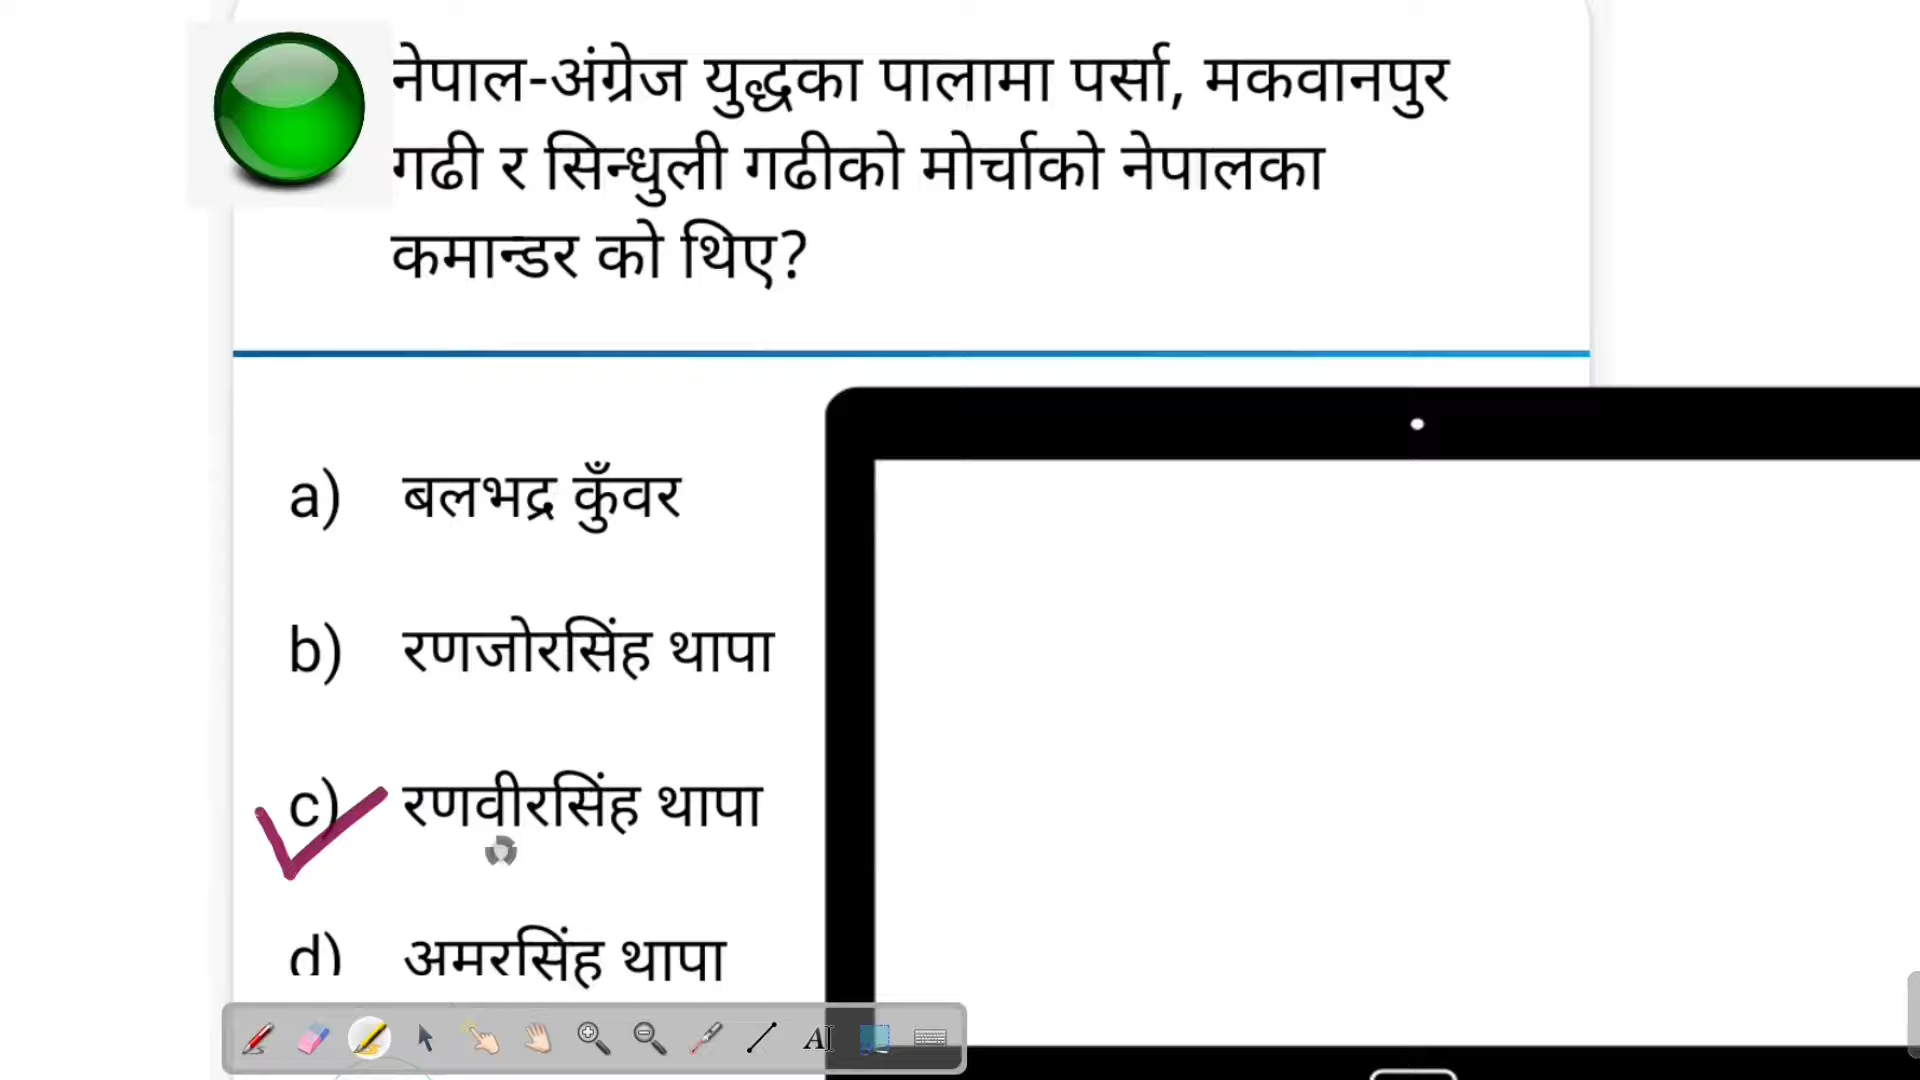 नेपाल-अंग्रेज युद्धका पालामा पर्सा, मकवानपुर
गढी र सिन्धुली गढीको मोर्चाको नेपालका
कमान्डर को थिए?
a) बलभद्र कुँवर
b) रणजोरसिंह थापा
c) रणवीरसिंह थापा
d) अमरसिंह थापा